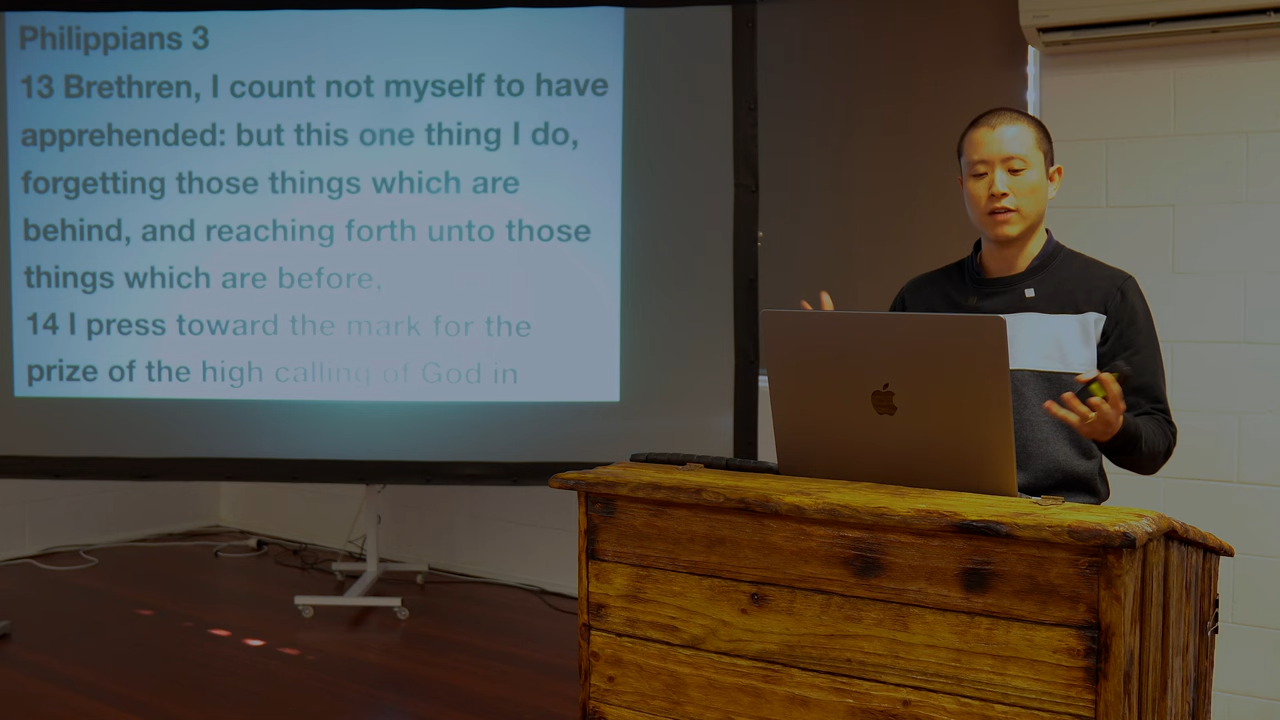 Philippians 3
13 Brethren, I count not myself to have
apprehended: but this one thing I do,
forgetting those things which are
behind, and reaching forth unto those
things which are before,
14 I press toward the mark for the
prize of the high calling of God in